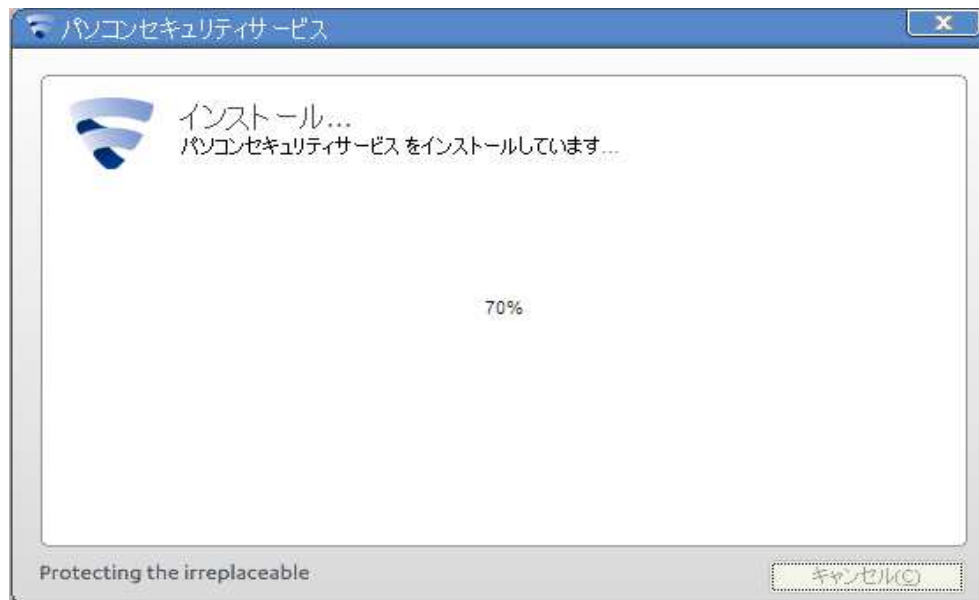 パソコンセキュリティサービス
インストール...
パソコンセキュリティサービス をインストールしています...
70%
Protecting the irreplaceable
キャンセル(C)